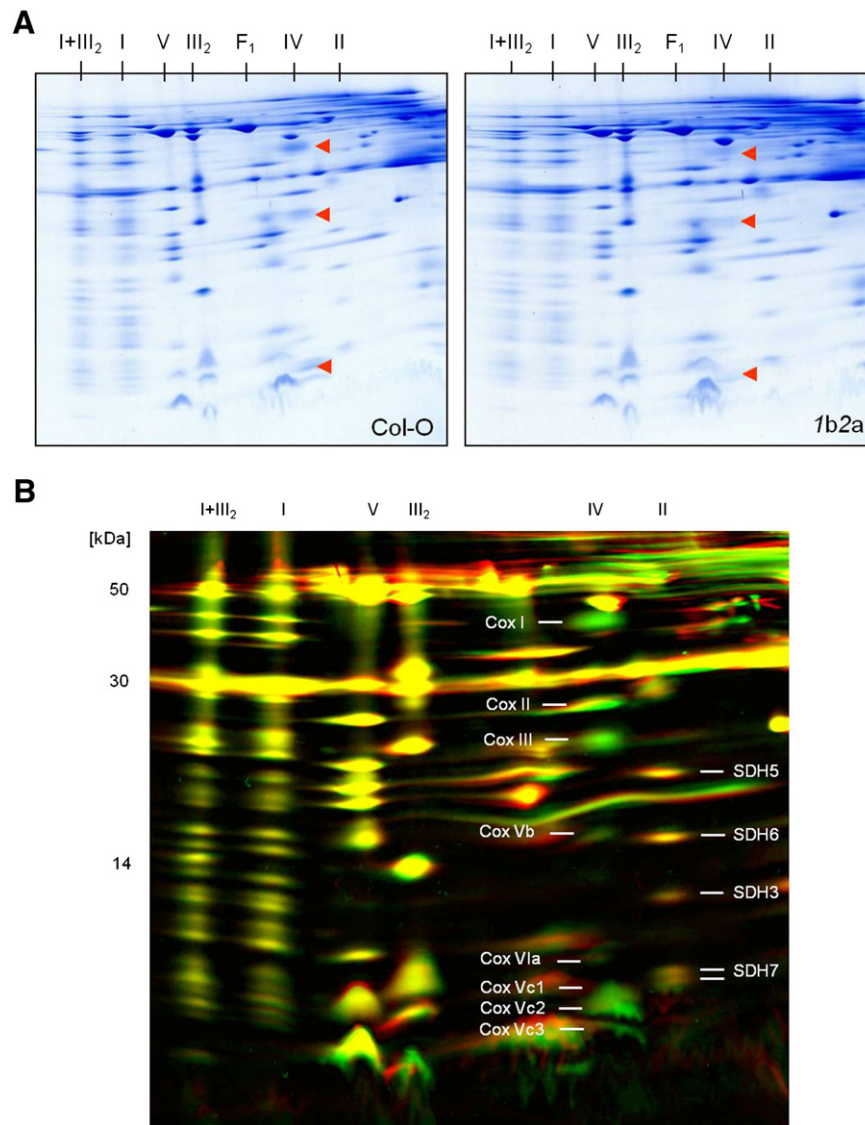 A
I+III₂ I V III₂ F₁ IV II
I+III₂ I V III₂ F₁ IV II
Col-O
1b2a
B
I+III₂ I V III₂ IV II
[kDa]
50
Cox I
30
Cox II
Cox III
SDH5
Cox Vb
SDH6
14
SDH3
Cox VIa
SDH7
Cox Vc1
Cox Vc2
Cox Vc3